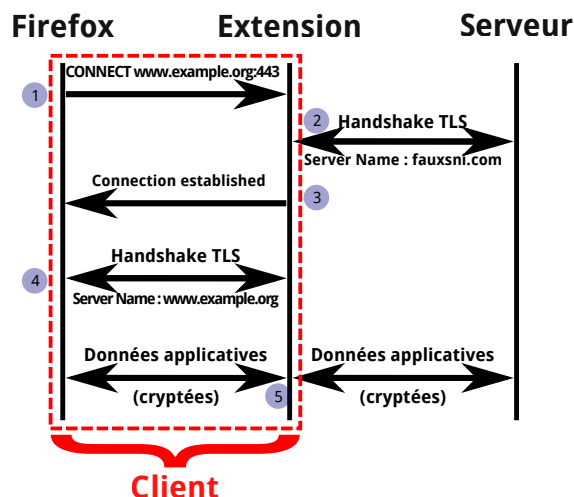 Firefox
Extension
Serveur
CONNECT www.example.org:443
1
2
Handshake TLS
Server Name : fauxsni.com
Connection established
3
Handshake TLS
4
Server Name : www.example.org
Données applicatives
Données applicatives
(cryptées)
5
(cryptées)
Client